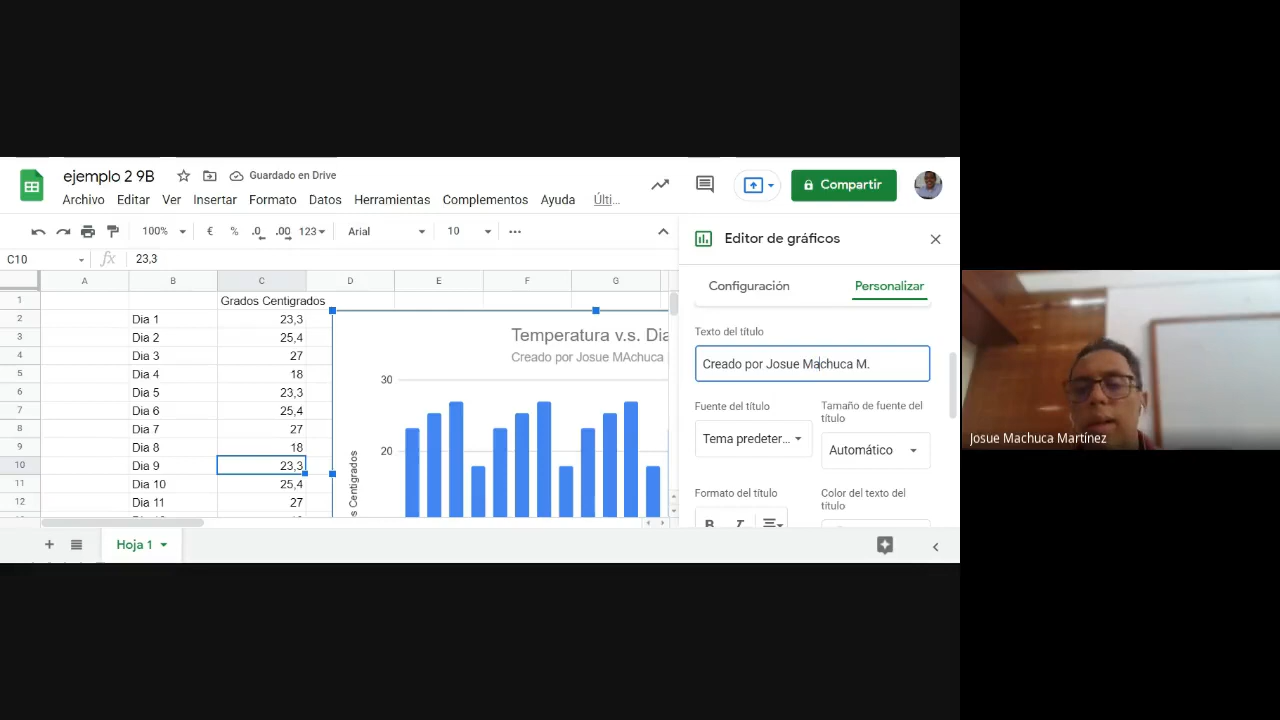 ejemplo 2 9B
Guardado en Drive
Archivo Editar Ver Insertar Formato Datos Herramientas Complementos Ayuda Últi...
Compartir
100% € % .0 .00 123 Arial 10
Editor de gráficos
C10 fx 23,3
Configuración Personalizar
A B C D E F G
1 Grados Centigrados
2 Dia 1 23,3
3 Dia 2 25,4
4 Dia 3 27
5 Dia 4 18
6 Dia 5 23,3
7 Dia 6 25,4
8 Dia 7 27
9 Dia 8 18
10 Dia 9 23,3
11 Dia 10 25,4
12 Dia 11 27
Temperatura v.s. Dia
Creado por Josue MAchuca
30
20
s Centigrados
Texto del título
Creado por Josue Machuca M.
Fuente del título
Tema predeter...
Tamaño de fuente del título
Automático
Formato del título
B I
Color del texto del título
Hoja 1
Josue Machuca Martínez